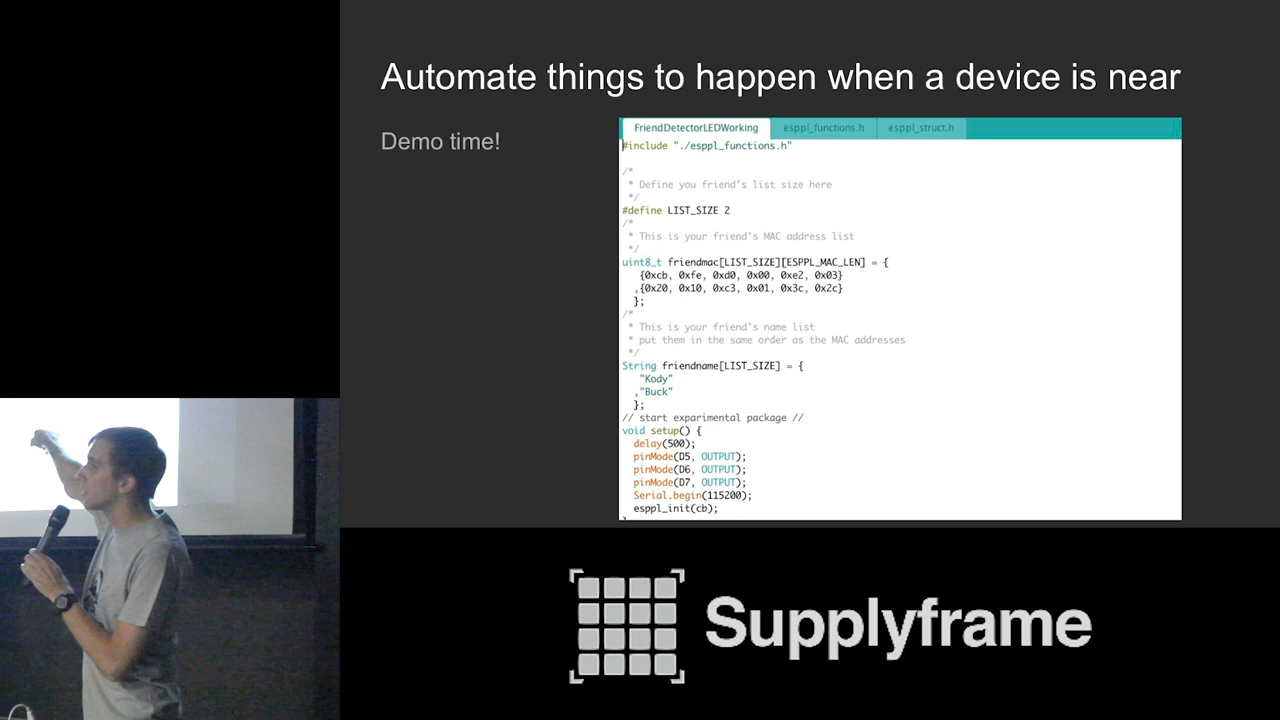 Automate things to happen when a device is near
Demo time!
FriendDetectorLEDWorking esppl_functions.h esppl_struct.h
#include "./esppl_functions.h"
/*
* Define you friend's list size here
*/
#define LIST_SIZE 2
/*
* This is your friend's MAC address list
*/
uint8_t friendmac[LIST_SIZE][ESPPL_MAC_LEN] = {
{0xcb, 0xfe, 0xd0, 0x00, 0xe2, 0x03}
,{0x20, 0x10, 0xc3, 0x01, 0x3c, 0x2c}
};
/*
* This is your friend's name list
* put them in the same order as the MAC addresses
*/
String friendname[LIST_SIZE] = {
"Kody"
,"Buck"
};
// start exparimental package //
void setup() {
delay(500);
pinMode(D5, OUTPUT);
pinMode(D6, OUTPUT);
pinMode(D7, OUTPUT);
Serial.begin(115200);
esppl_init(cb);
Supplyframe